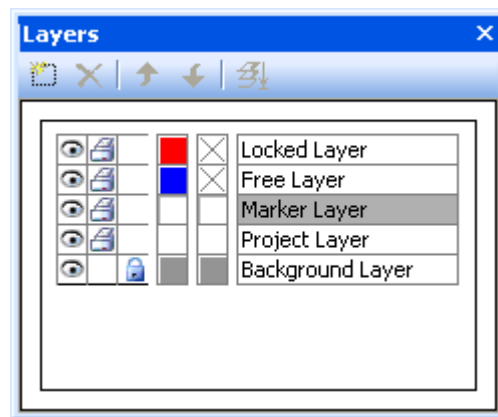 Layers
Locked Layer
Free Layer
Marker Layer
Project Layer
Background Layer